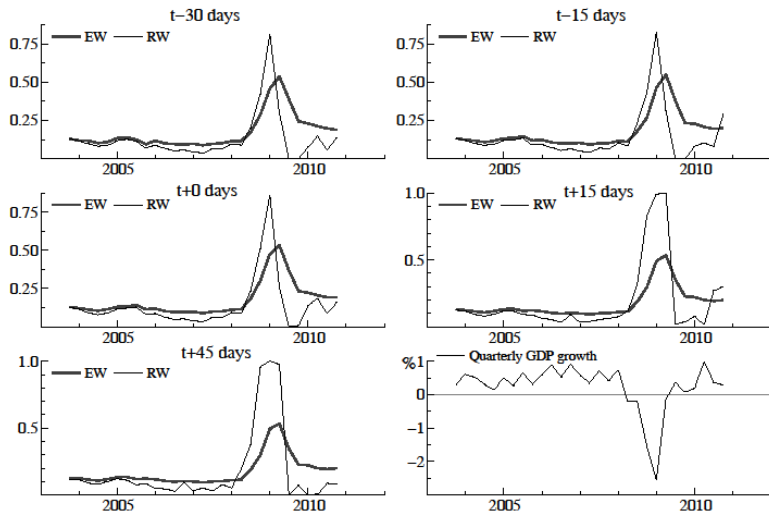 t−30 days
EW RW
0.75
0.50
0.25
2005 2010
t−15 days
EW RW
0.75
0.50
0.25
2005 2010
t+0 days
EW RW
0.75
0.50
0.25
2005 2010
t+15 days
EW RW
1.0
0.5
2005 2010
t+45 days
EW RW
1.0
0.5
2005 2010
Quarterly GDP growth
%
1
0
−1
−2
2005 2010